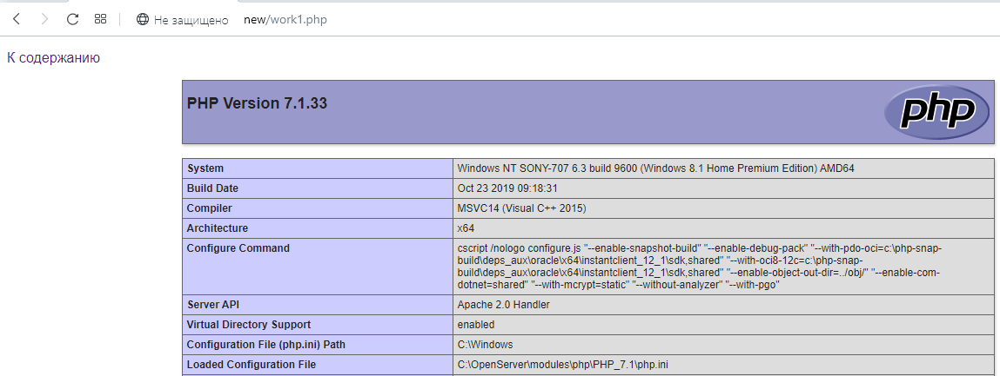 Не защищено new/work1.php
К содержанию
PHP Version 7.1.33 php
System Windows NT SONY-707 6.3 build 9600 (Windows 8.1 Home Premium Edition) AMD64
Build Date Oct 23 2019 09:18:31
Compiler MSVC14 (Visual C++ 2015)
Architecture x64
Configure Command cscript /nologo configure.js "--enable-snapshot-build" "--enable-debug-pack" "--with-pdo-oci=c:\php-snap-
build\deps_aux\oracle\x64\instantclient_12_1\sdk,shared" "--with-oci8-12c=c:\php-snap-
build\deps_aux\oracle\x64\instantclient_12_1\sdk,shared" "--enable-object-out-dir=../obj/" "--enable-com-
dotnet=shared" "--with-mcrypt=static" "--without-analyzer" "--with-pgo"
Server API Apache 2.0 Handler
Virtual Directory Support enabled
Configuration File (php.ini) Path C:\Windows
Loaded Configuration File C:\OpenServer\modules\php\PHP_7.1\php.ini